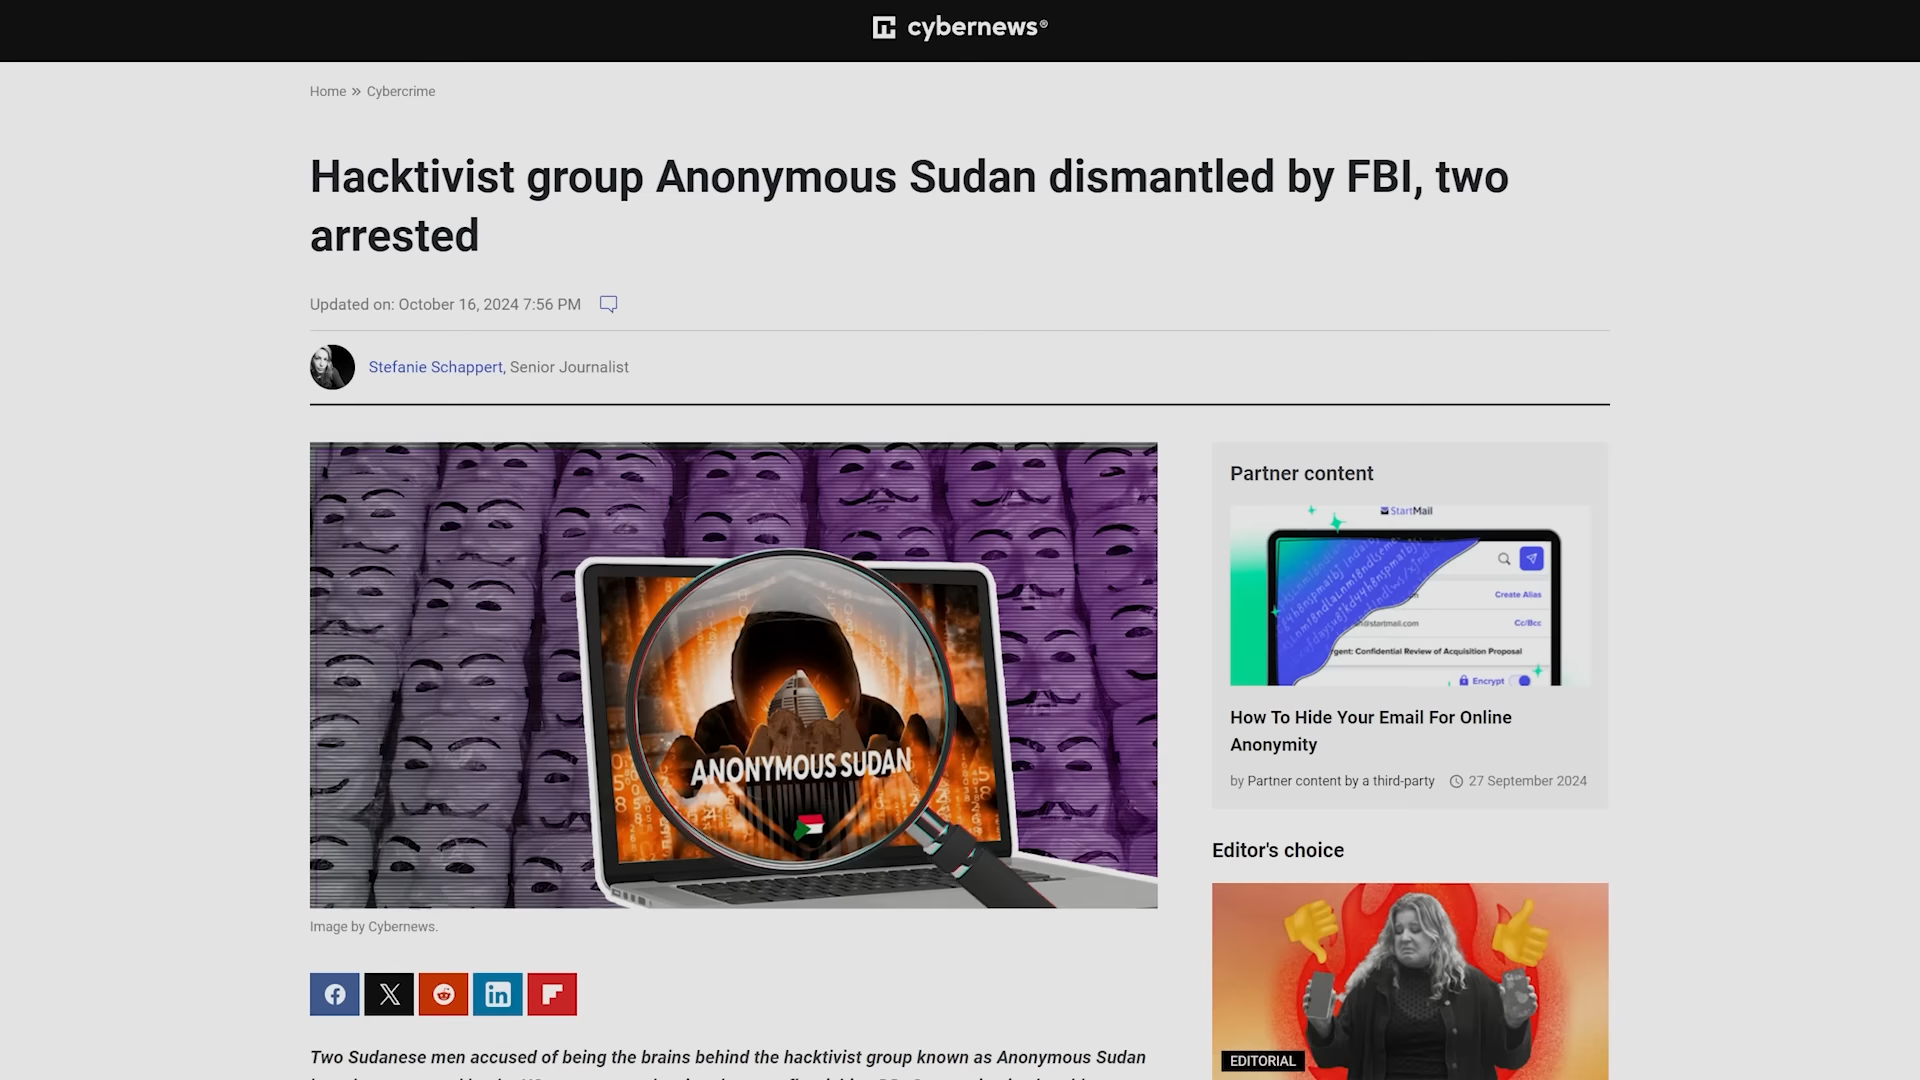 cybernews®
Home » Cybercrime
Hacktivist group Anonymous Sudan dismantled by FBI, two
arrested
Updated on: October 16, 2024 7:56 PM
Stefanie Schappert, Senior Journalist
ANONYMOUS SUDAN
Image by Cybernews.
Two Sudanese men accused of being the brains behind the hacktivist group known as Anonymous Sudan
Partner content
StartMail
Create Alias
@startmail.com
Cc/Bcc
rgent: Confidential Review of Acquisition Proposal
Encrypt
How To Hide Your Email For Online
Anonymity
by Partner content by a third-party 27 September 2024
Editor's choice
EDITORIAL